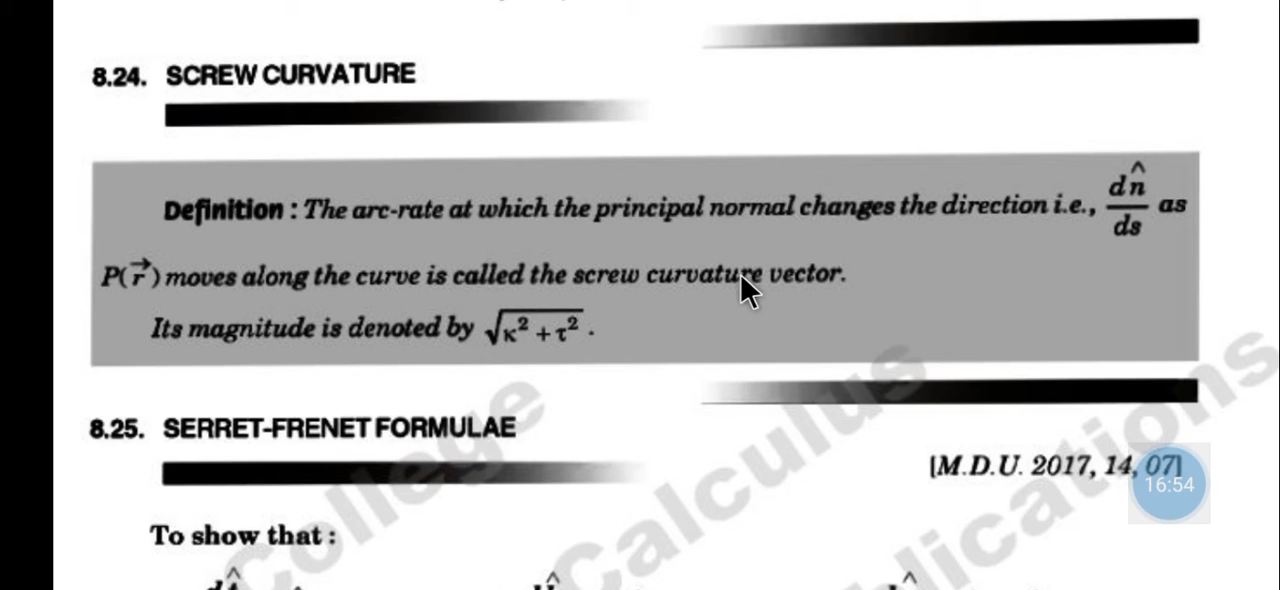 8.24. SCREW CURVATURE
Definition : The arc-rate at which the principal normal changes the direction i.e., dn̂/ds as
P(r⃗) moves along the curve is called the screw curvature vector.
Its magnitude is denoted by √κ² + τ² .
8.25. SERRET-FRENET FORMULAE
[M.D.U. 2017, 14, 07]
16:54
To show that :
College Calculus